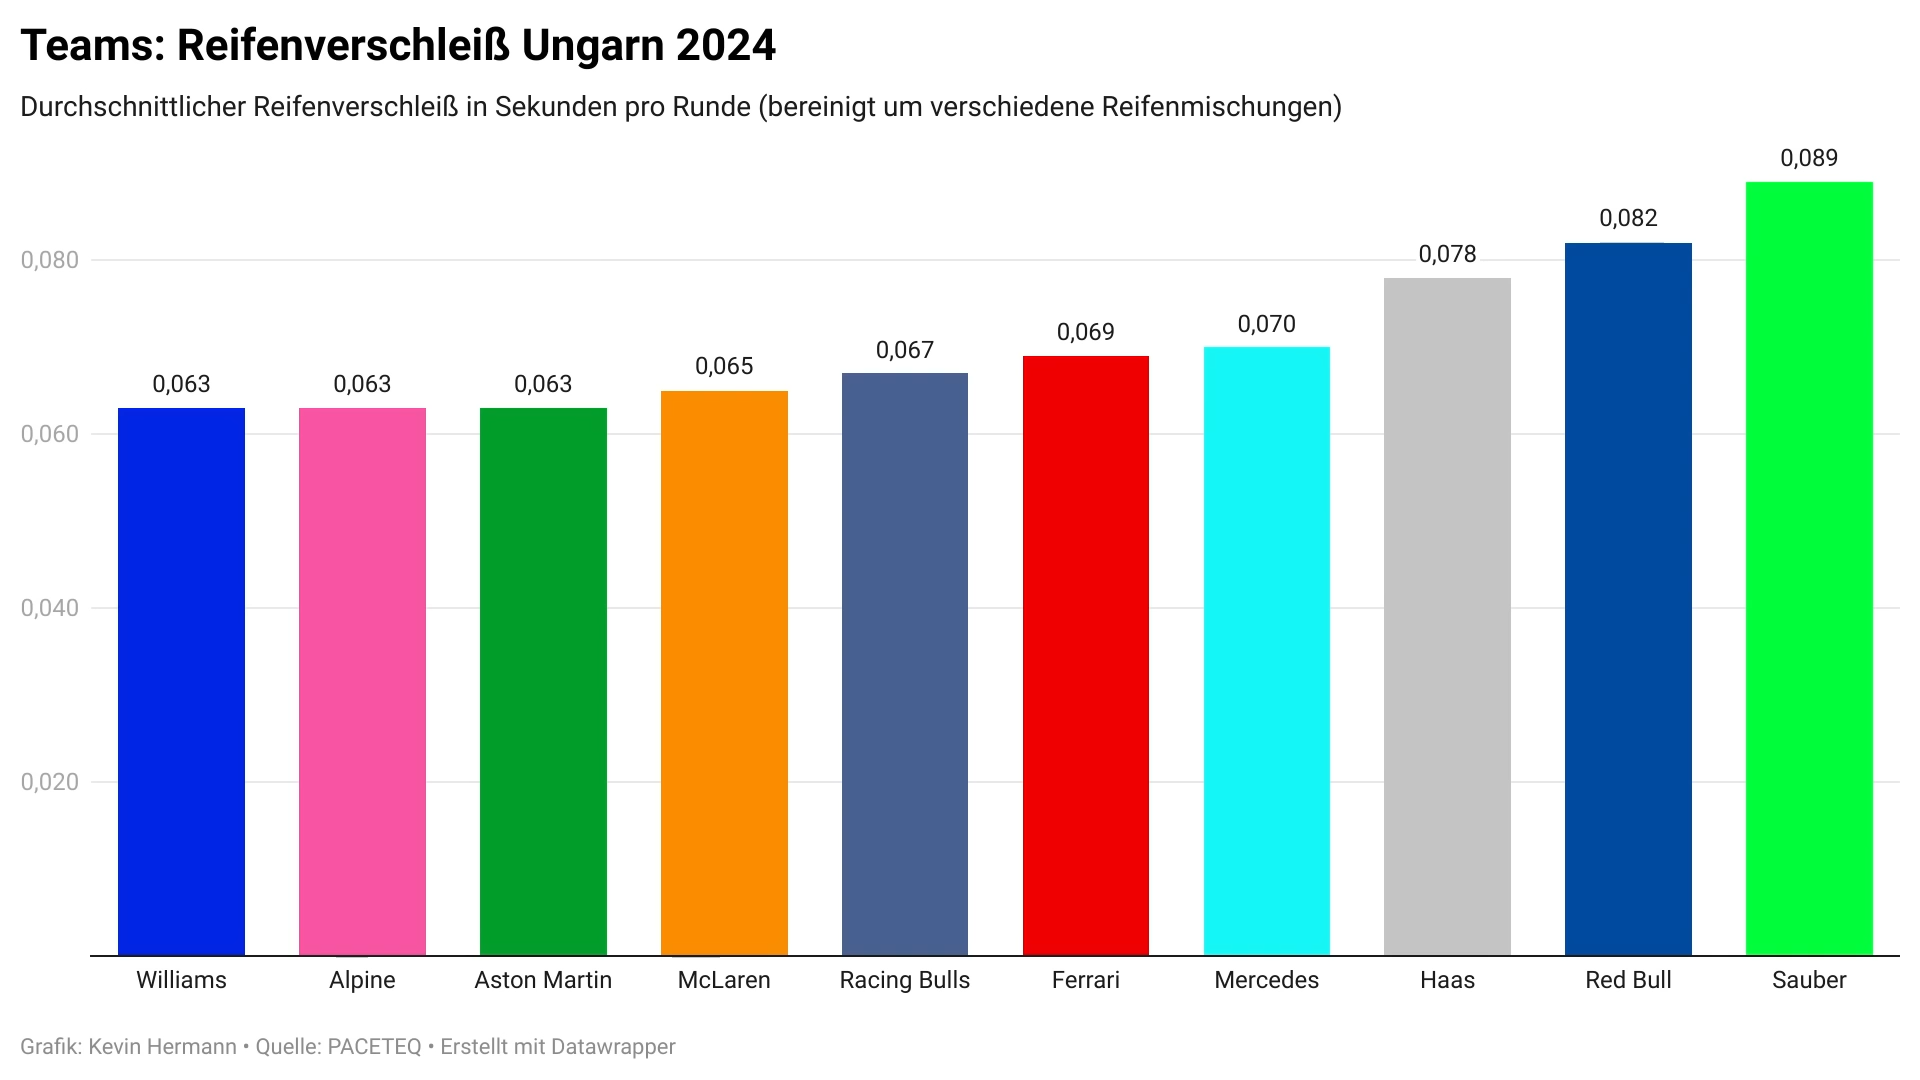 Teams: Reifenverschleiß Ungarn 2024
Durchschnittlicher Reifenverschleiß in Sekunden pro Runde (bereinigt um verschiedene Reifenmischungen)
0,080
0,060
0,040
0,020
0,063
0,063
0,063
0,065
0,067
0,069
0,070
0,078
0,082
0,089
Williams
Alpine
Aston Martin
McLaren
Racing Bulls
Ferrari
Mercedes
Haas
Red Bull
Sauber
Grafik: Kevin Hermann • Quelle: PACETEQ • Erstellt mit Datawrapper